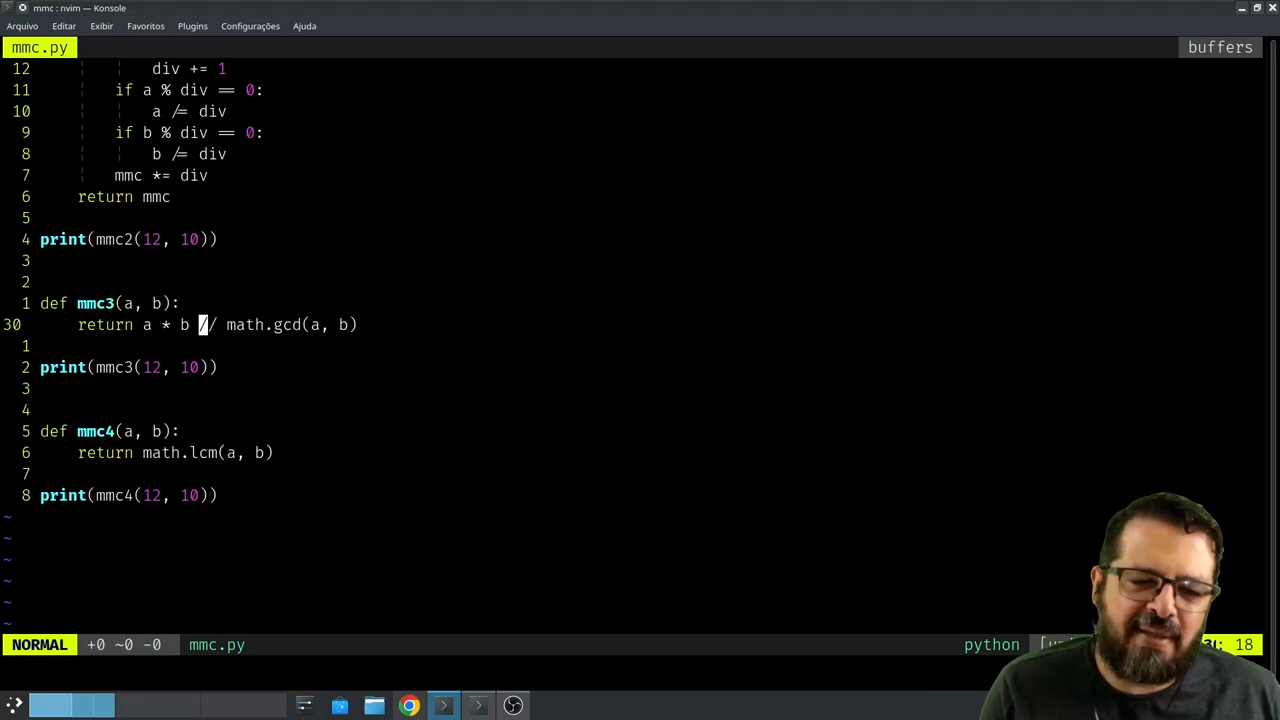 mmc : nvim — Konsole
Arquivo Editar Exibir Favoritos Plugins Configurações Ajuda
mmc.py buffers
12 div += 1
11 if a % div == 0:
10 a /= div
9 if b % div == 0:
8 b /= div
7 mmc *= div
6 return mmc
5
4 print(mmc2(12, 10))
3
2
1 def mmc3(a, b):
30 return a * b // math.gcd(a, b)
1
2 print(mmc3(12, 10))
3
4
5 def mmc4(a, b):
6 return math.lcm(a, b)
7
8 print(mmc4(12, 10))
~
~
~
~
~
~
NORMAL +0 ~0 -0 mmc.py python 18